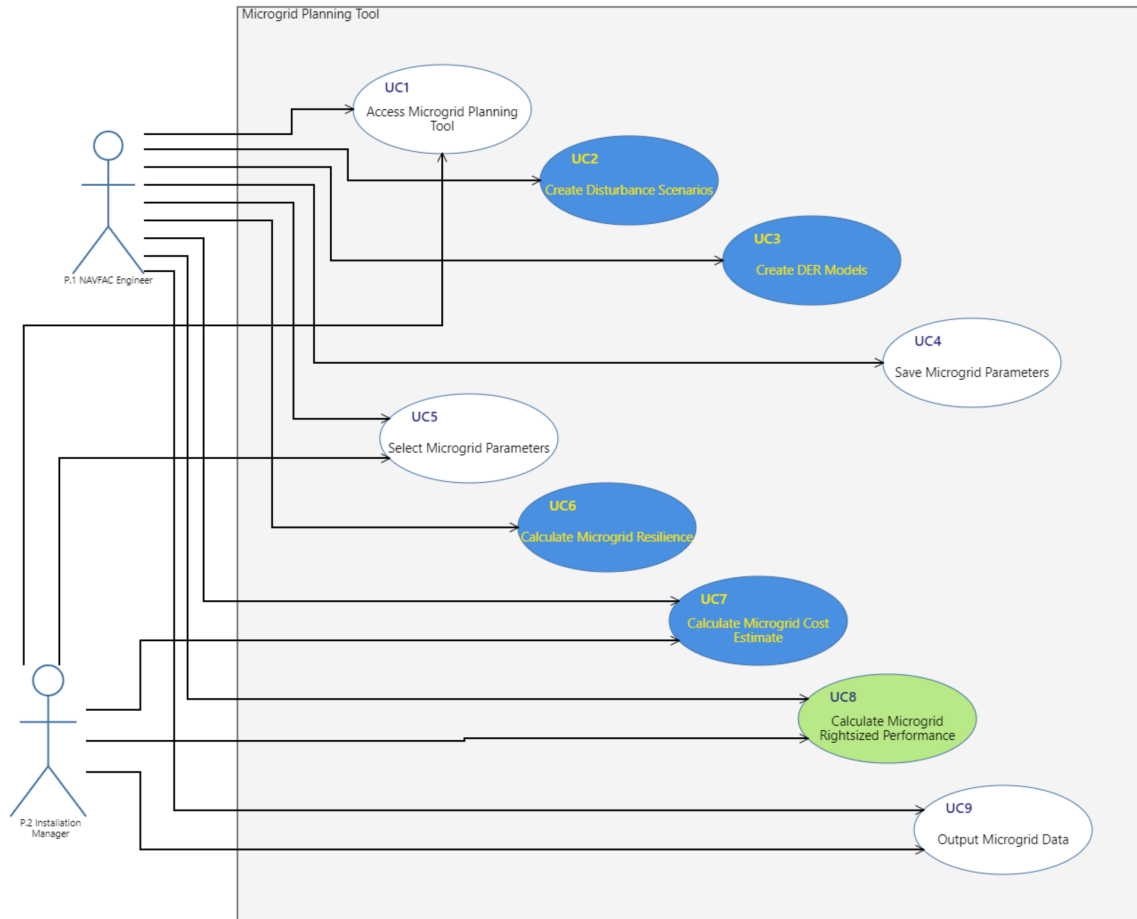 Microgrid Planning Tool
UC1
Access Microgrid Planning
Tool
UC2
Create Disturbance Scenarios
UC3
Create DER Models
P.1 NAVFAC Engineer
UC4
Save Microgrid Parameters
UC5
Select Microgrid Parameters
UC6
Calculate Microgrid Resilience
UC7
Calculate Microgrid Cost
Estimate
UC8
Calculate Microgrid
Rightsized Performance
P.2 Installation
Manager
UC9
Output Microgrid Data